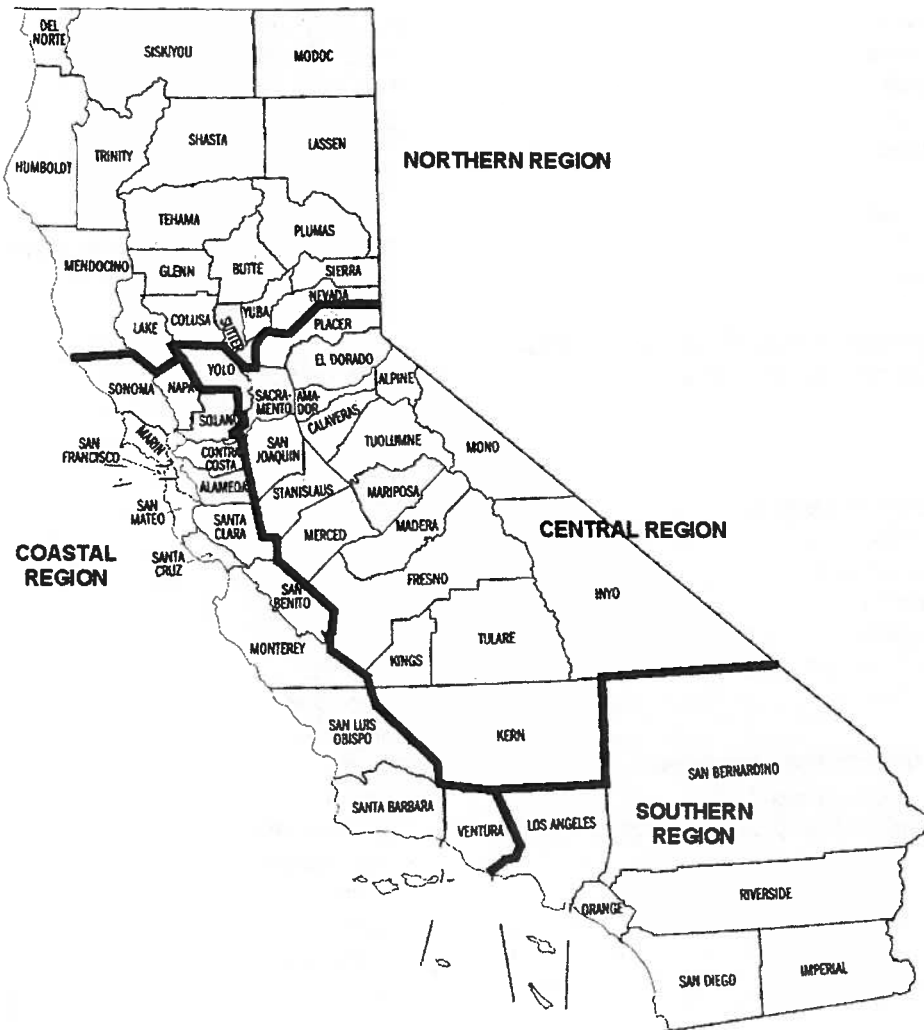 DEL
NORTE
SISKIYOU
MODOC
HUMBOLDT
TRINITY
SHASTA
LASSEN
NORTHERN REGION
TEHAMA
PLUMAS
MENDOCINO
GLENN
BUTTE
SIERRA
NEVADA
YUBA
LAKE
COLUSA
SUTTER
PLACER
EL DORADO
YOLO
SONOMA
NAPA
SACRA-
MENTO
AMA-
DOR
ALPINE
SOLANO
CALAVERAS
MARIN
SAN
FRANCISCO
CONTRA
COSTA
SAN
JOAQUIN
TUOLUMNE
MONO
ALAMEDA
STANISLAUS
MARIPOSA
SAN
MATEO
SANTA
CLARA
MERCED
MADERA
CENTRAL REGION
COASTAL
REGION
SANTA
CRUZ
SAN
BENITO
FRESNO
INYO
MONTEREY
KINGS
TULARE
SAN LUIS
OBISPO
KERN
SAN BERNARDINO
SANTA BARBARA
VENTURA
LOS ANGELES
SOUTHERN
REGION
ORANGE
RIVERSIDE
SAN DIEGO
IMPERIAL